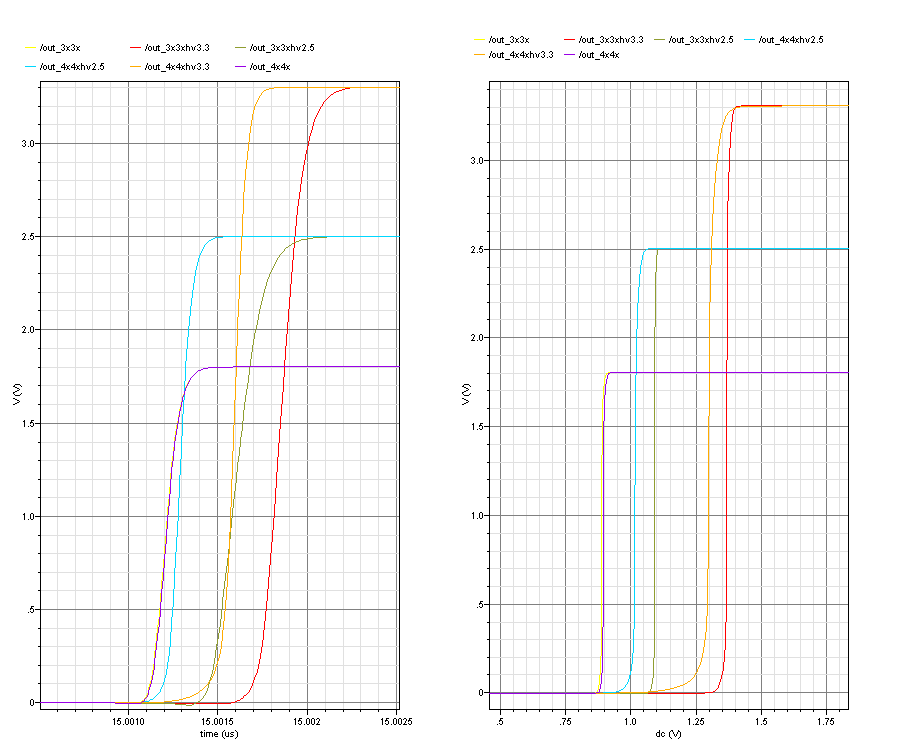 /out_3x3x /out_3x3xhv3.3 /out_3x3xhv2.5
/out_4x4xhv2.5 /out_4x4xhv3.3 /out_4x4x
3.0
2.5
2.0
1.5
1.0
.5
0
V (V)
15.0010 15.0015 15.002 15.0025
time (us)
/out_3x3x /out_3x3xhv3.3 /out_3x3xhv2.5 /out_4x4xhv2.5
/out_4x4xhv3.3 /out_4x4x
3.0
2.5
2.0
1.5
1.0
.5
0
V (V)
.5 .75 1.0 1.25 1.5 1.75
dc (V)